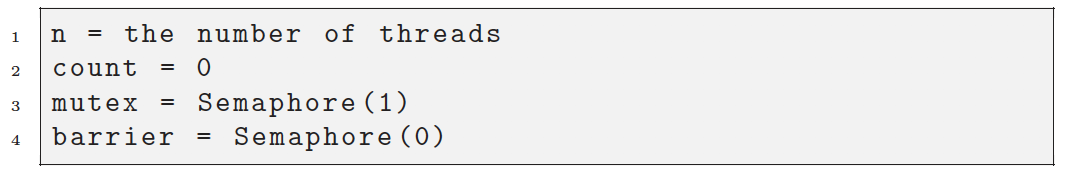 1 n = the number of threads
2 count = 0
3 mutex = Semaphore(1)
4 barrier = Semaphore(0)